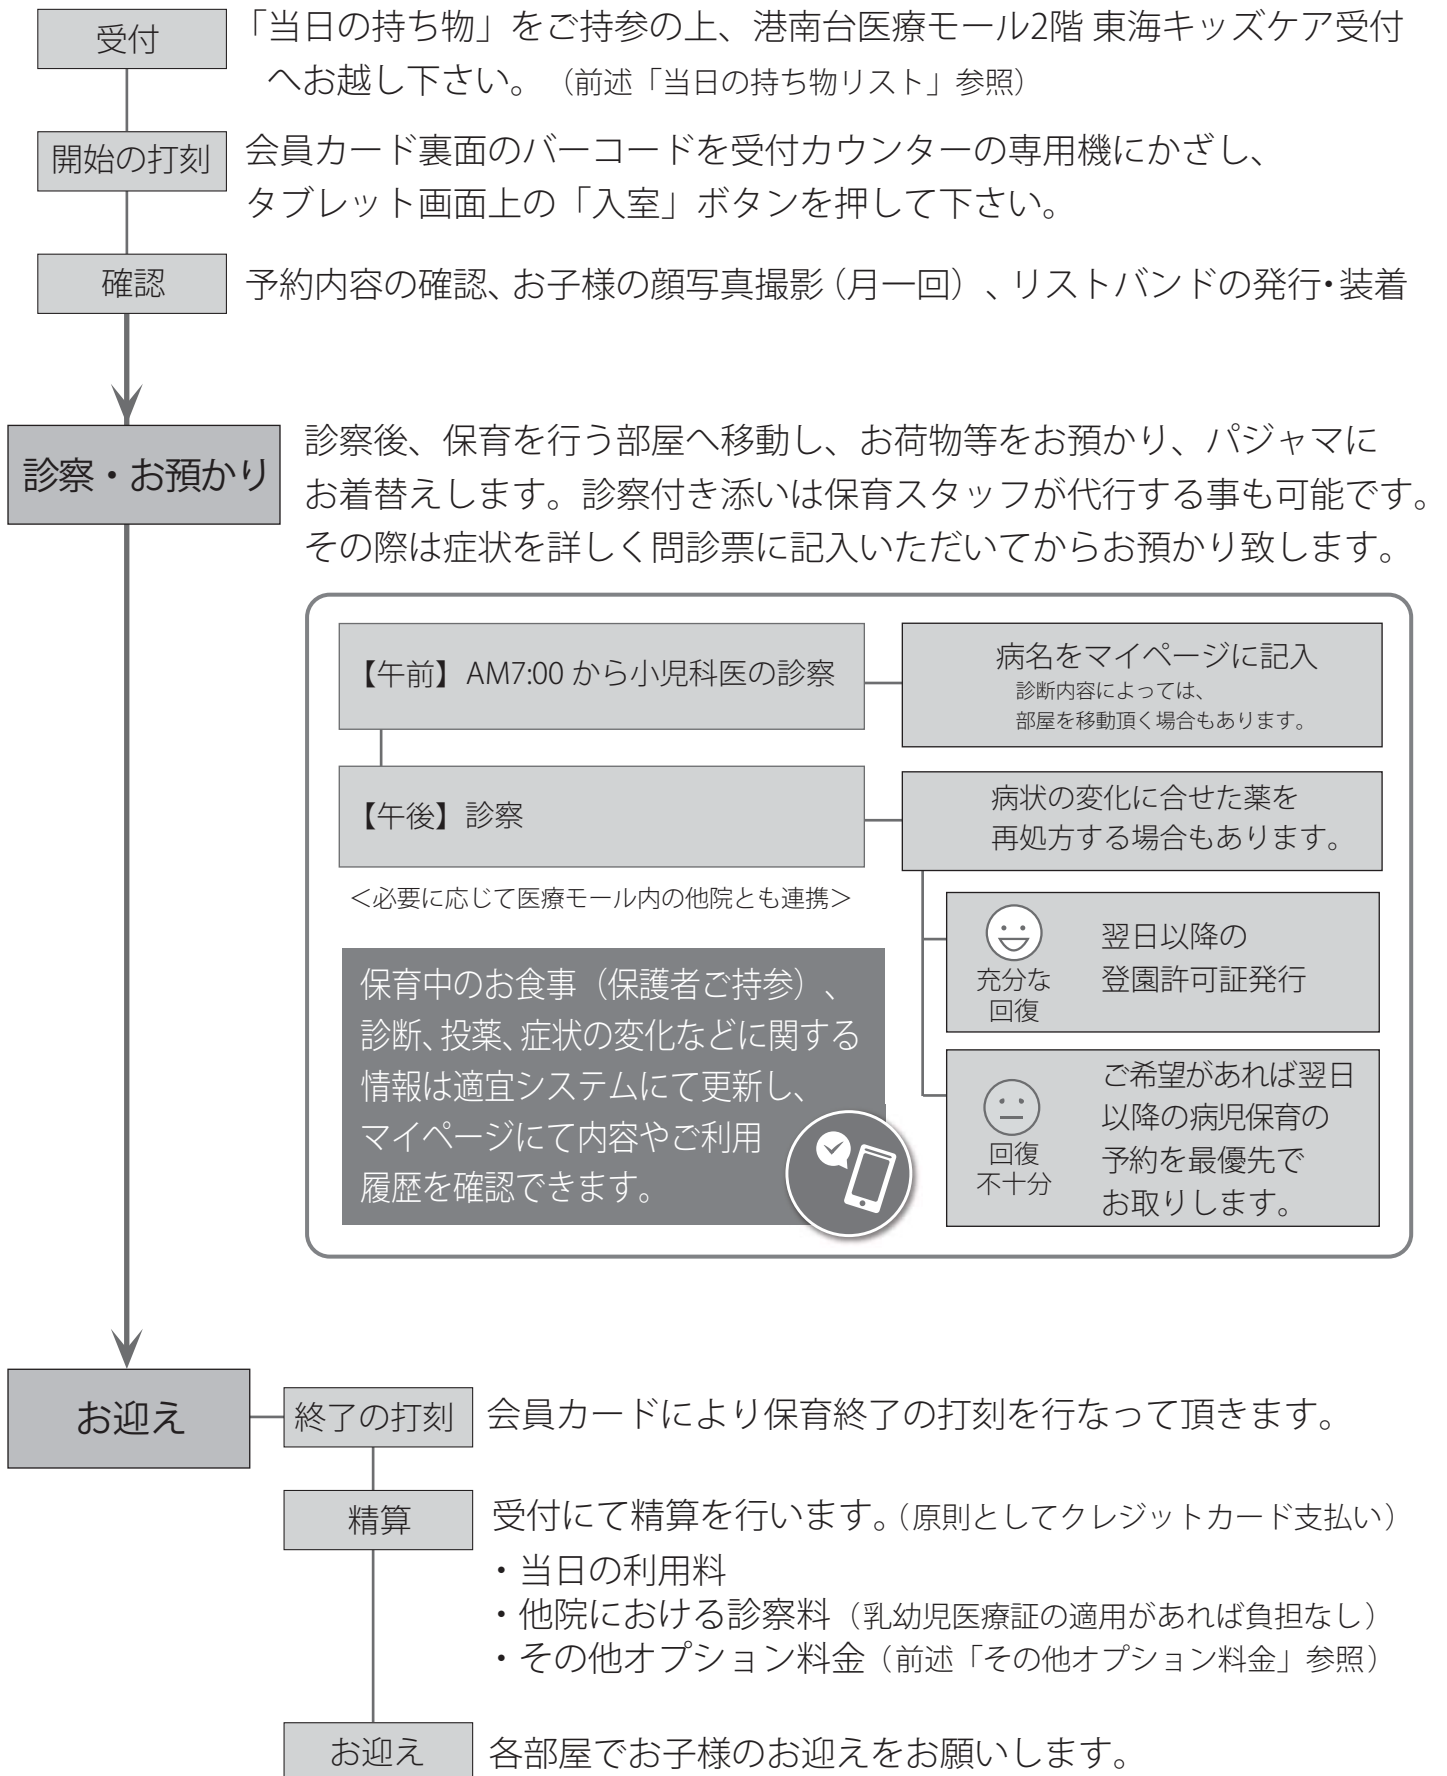 受付
「当日の持ち物」をご持参の上、港南台医療モール2階 東海キッズケア受付
へお越し下さい。（前述「当日の持ち物リスト」参照）
開始の打刻
会員カード裏面のバーコードを受付カウンターの専用機にかざし、
タブレット画面上の「入室」ボタンを押して下さい。
確認
予約内容の確認、お子様の顔写真撮影（月一回）、リストバンドの発行・装着
診察・お預かり
診察後、保育を行う部屋へ移動し、お荷物等をお預かり、パジャマに
お着替えします。診察付き添いは保育スタッフが代行する事も可能です。
その際は症状を詳しく問診票に記入いただいてからお預かり致します。
【午前】AM7:00 から小児科医の診察
病名をマイページに記入
診断内容によっては、
部屋を移動頂く場合もあります。
【午後】診察
病状の変化に合せた薬を
再処方する場合もあります。
＜必要に応じて医療モール内の他院とも連携＞
充分な
回復
翌日以降の
登園許可証発行
回復
不十分
ご希望があれば翌日
以降の病児保育の
予約を最優先で
お取りします。
保育中のお食事（保護者ご持参）、
診断、投薬、症状の変化などに関する
情報は適宜システムにて更新し、
マイページにて内容やご利用
履歴を確認できます。
お迎え
終了の打刻
会員カードにより保育終了の打刻を行なって頂きます。
精算
受付にて精算を行います。（原則としてクレジットカード支払い）
・当日の利用料
・他院における診察料（乳幼児医療証の適用があれば負担なし）
・その他オプション料金（前述「その他オプション料金」参照）
お迎え
各部屋でお子様のお迎えをお願いします。